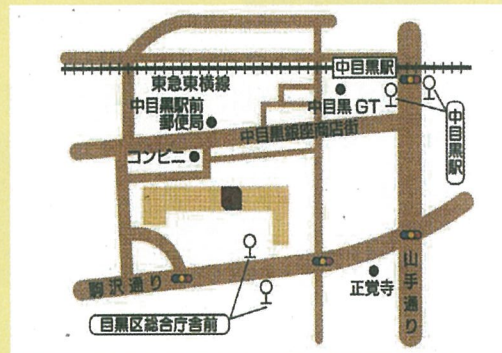 中目黒駅
東急東横線
中目黒駅前
郵便局
中目黒GT
中目黒駅
中目黒銀座商店街
コンビニ
駒沢通り
山手通り
正覚寺
目黒区総合庁舎前